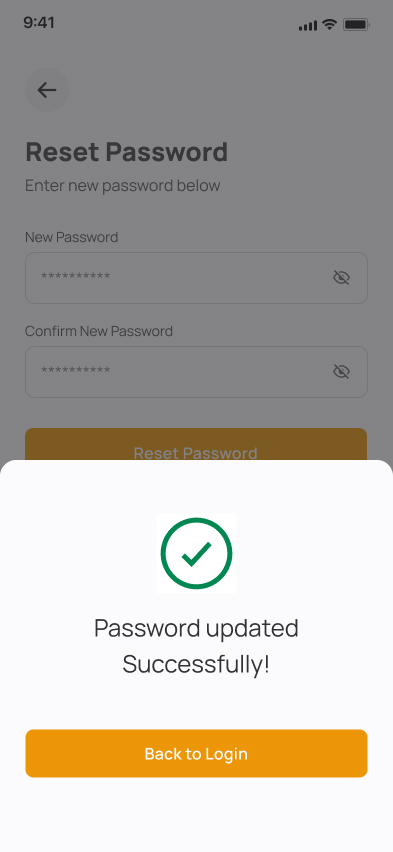 9:41
Reset Password
Enter new password below
New Password
**********
Confirm New Password
**********
Reset Password
Password updated
Successfully!
Back to Login